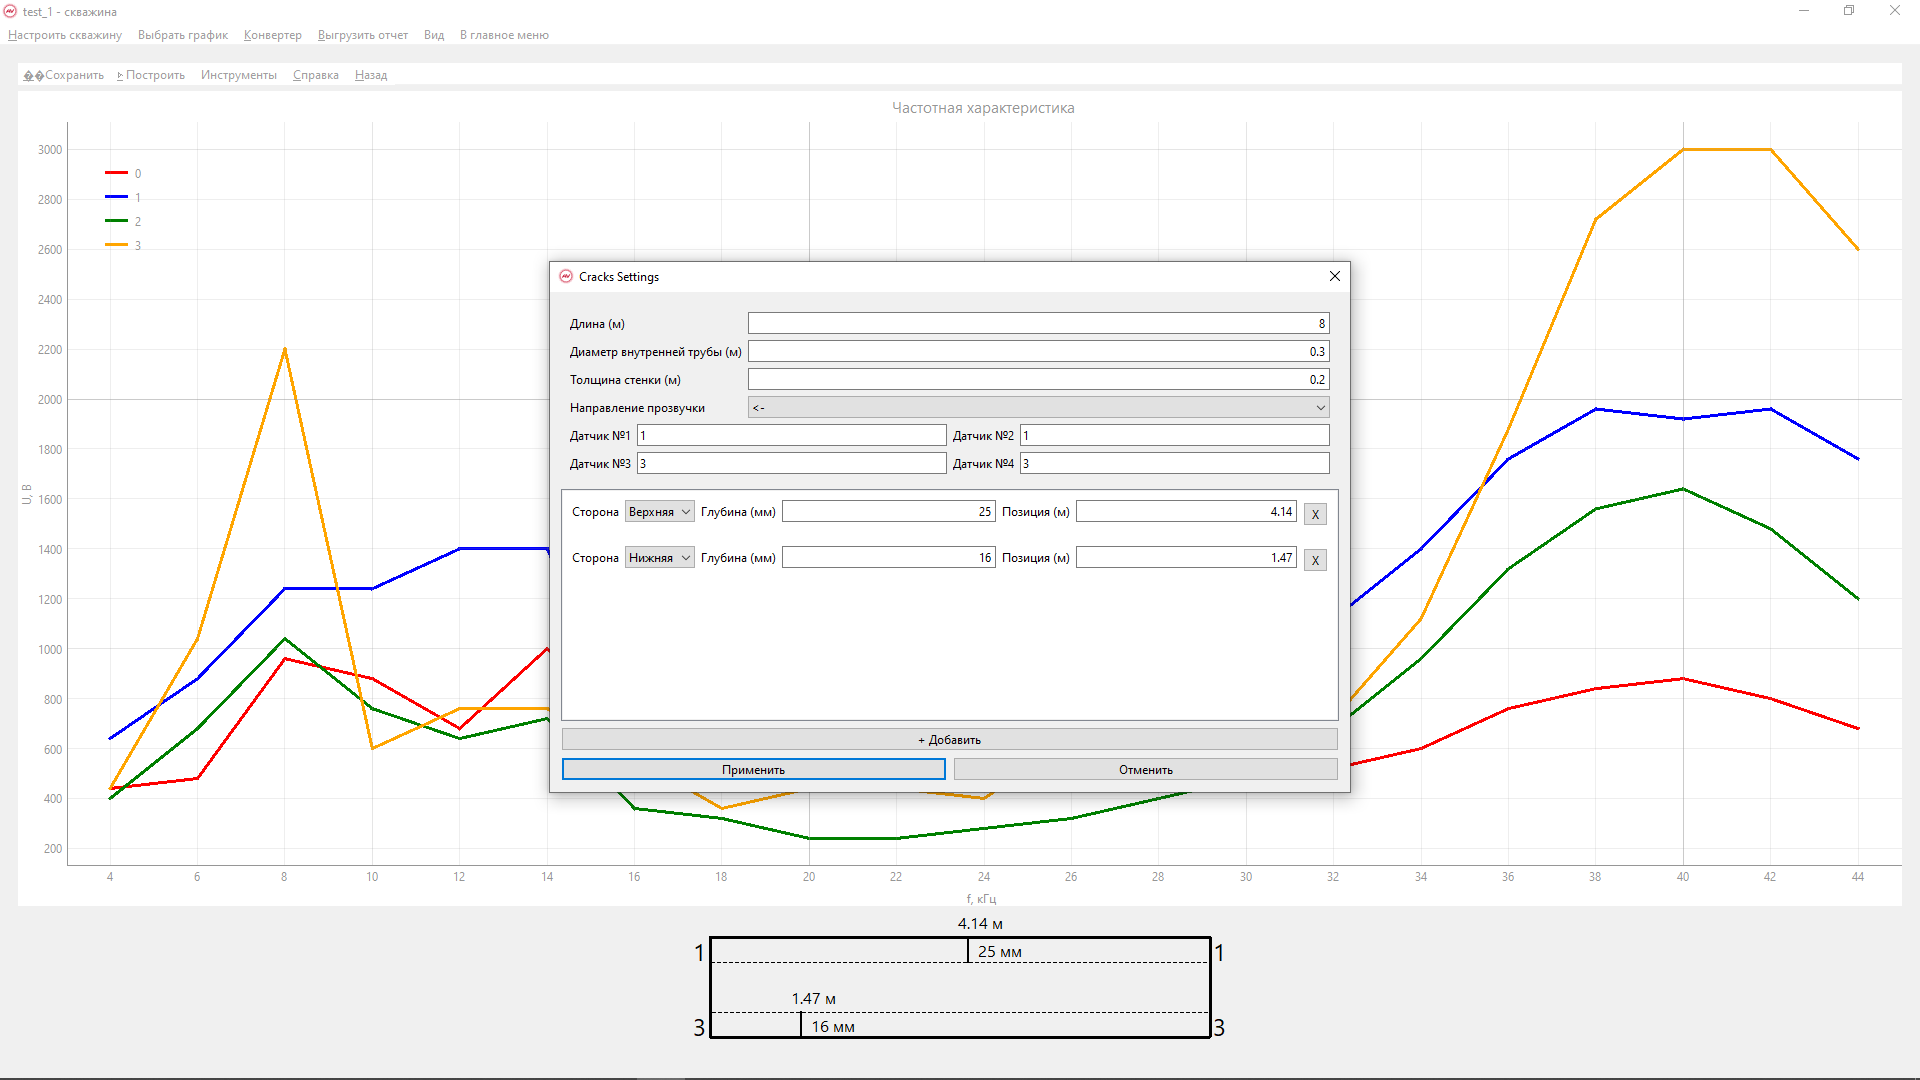 test_1 - скважина
Настроить скважину Выбрать график Конвертер Выгрузить отчет Вид В главное меню
��Сохранить Построить Инструменты Справка Назад
Частотная характеристика
3000
2800
2600
2400
2200
2000
1800
1600
1400
1200
1000
800
600
400
200
U, В
0
1
2
3
4 6 8 10 12 14 16 18 20 22 24 26 28 30 32 34 36 38 40 42 44
f, кГц
Cracks Settings
Длина (м) 8
Диаметр внутренней трубы (м) 0.3
Толщина стенки (м) 0.2
Направление прозвучки <-
Датчик №1 1 Датчик №2 1
Датчик №3 3 Датчик №4 3
Сторона Верхняя Глубина (мм) 25 Позиция (м) 4.14 X
Сторона Нижняя Глубина (мм) 16 Позиция (м) 1.47 X
+ Добавить
Применить Отменить
4.14 м
1 25 мм 1
1.47 м
3 16 мм 3